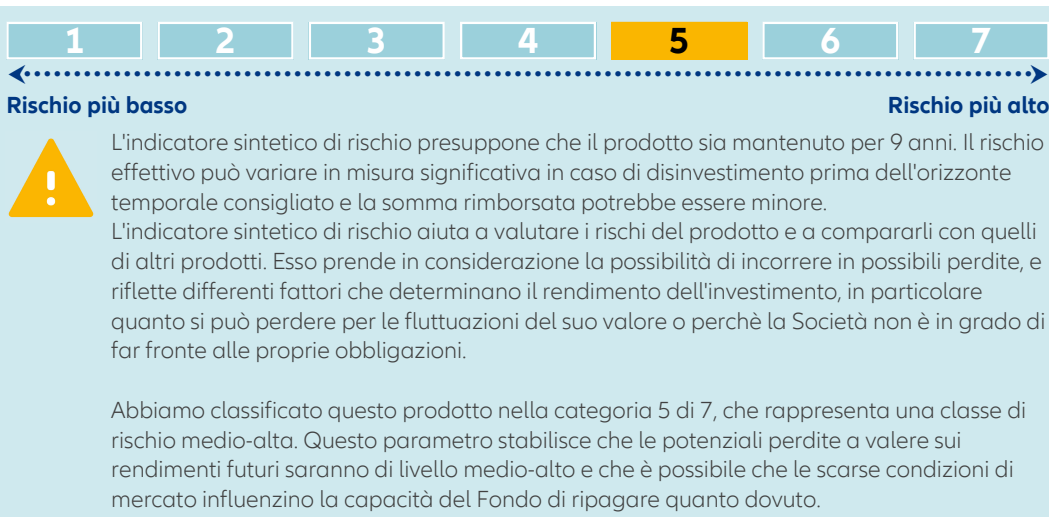 1 2 3 4 5 6 7
Rischio più basso Rischio più alto
L'indicatore sintetico di rischio presuppone che il prodotto sia mantenuto per 9 anni. Il rischio
effettivo può variare in misura significativa in caso di disinvestimento prima dell'orizzonte
temporale consigliato e la somma rimborsata potrebbe essere minore.
L'indicatore sintetico di rischio aiuta a valutare i rischi del prodotto e a compararli con quelli
di altri prodotti. Esso prende in considerazione la possibilità di incorrere in possibili perdite, e
riflette differenti fattori che determinano il rendimento dell'investimento, in particolare
quanto si può perdere per le fluttuazioni del suo valore o perchè la Società non è in grado di
far fronte alle proprie obbligazioni.
Abbiamo classificato questo prodotto nella categoria 5 di 7, che rappresenta una classe di
rischio medio-alta. Questo parametro stabilisce che le potenziali perdite a valere sui
rendimenti futuri saranno di livello medio-alto e che è possibile che le scarse condizioni di
mercato influenzino la capacità del Fondo di ripagare quanto dovuto.